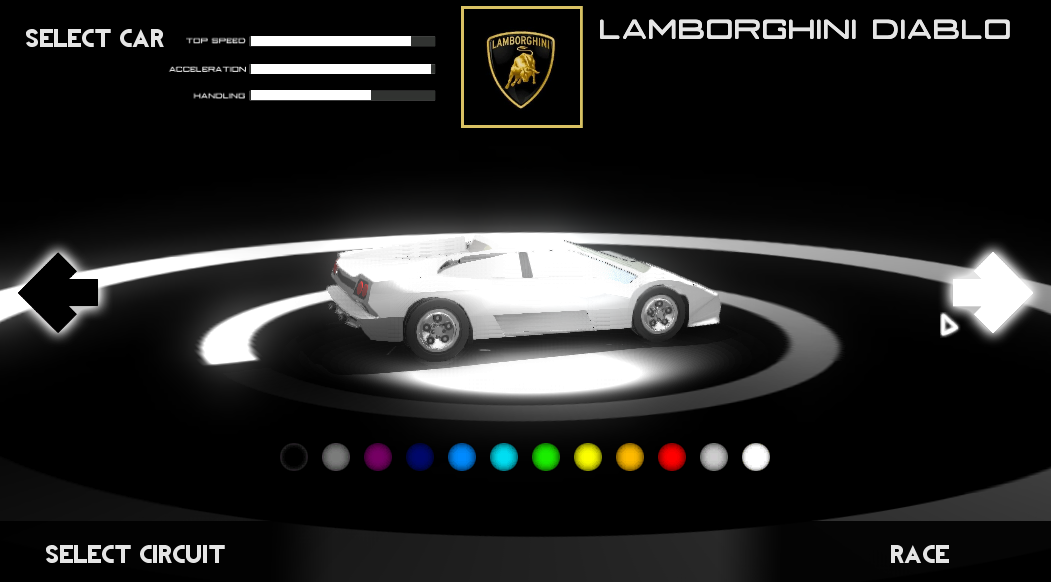 SELECT CAR
TOP SPEED
ACCELERATION
HANDLING
LAMBORGHINI
LAMBORGHINI DIABLO
SELECT CIRCUIT
RACE